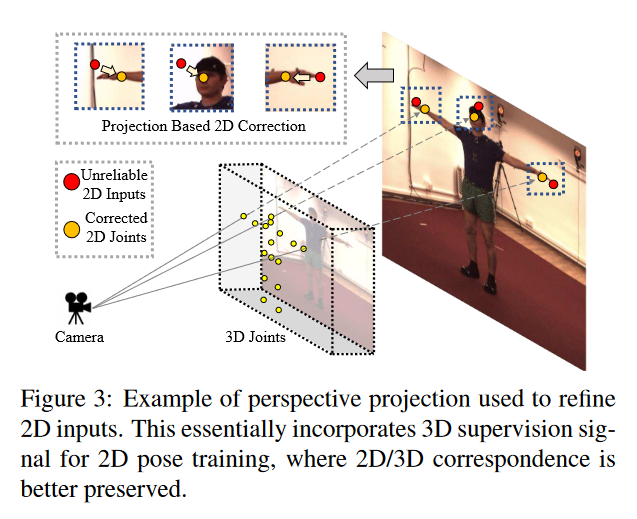 Projection Based 2D Correction
Unreliable
2D Inputs
Corrected
2D Joints
Camera
3D Joints
Figure 3: Example of perspective projection used to refine
2D inputs. This essentially incorporates 3D supervision sig-
nal for 2D pose training, where 2D/3D correspondence is
better preserved.